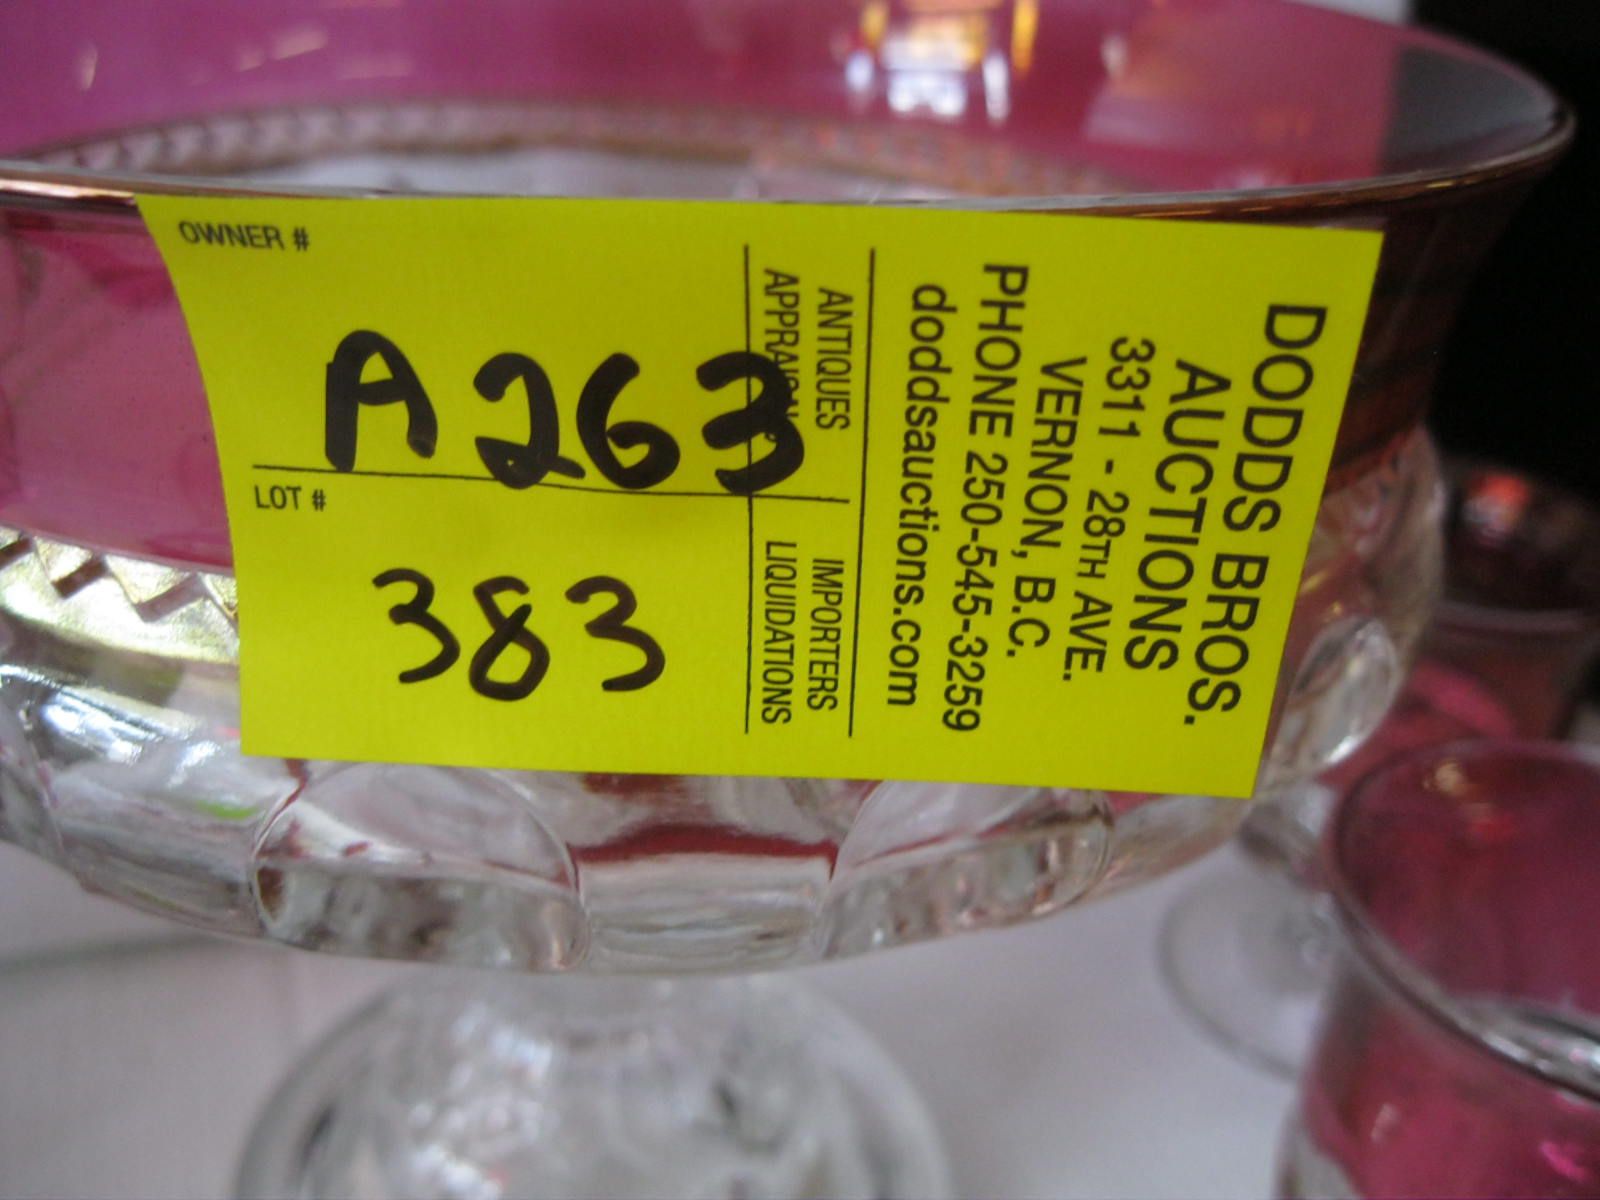 OWNER #
A263
LOT #
383
DODDS BROS.
AUCTIONS
3311 - 28TH AVE.
VERNON, B.C.
PHONE 250-545-3259
doddsauctions.com
ANTIQUES
IMPORTERS
LIQUIDATIONS